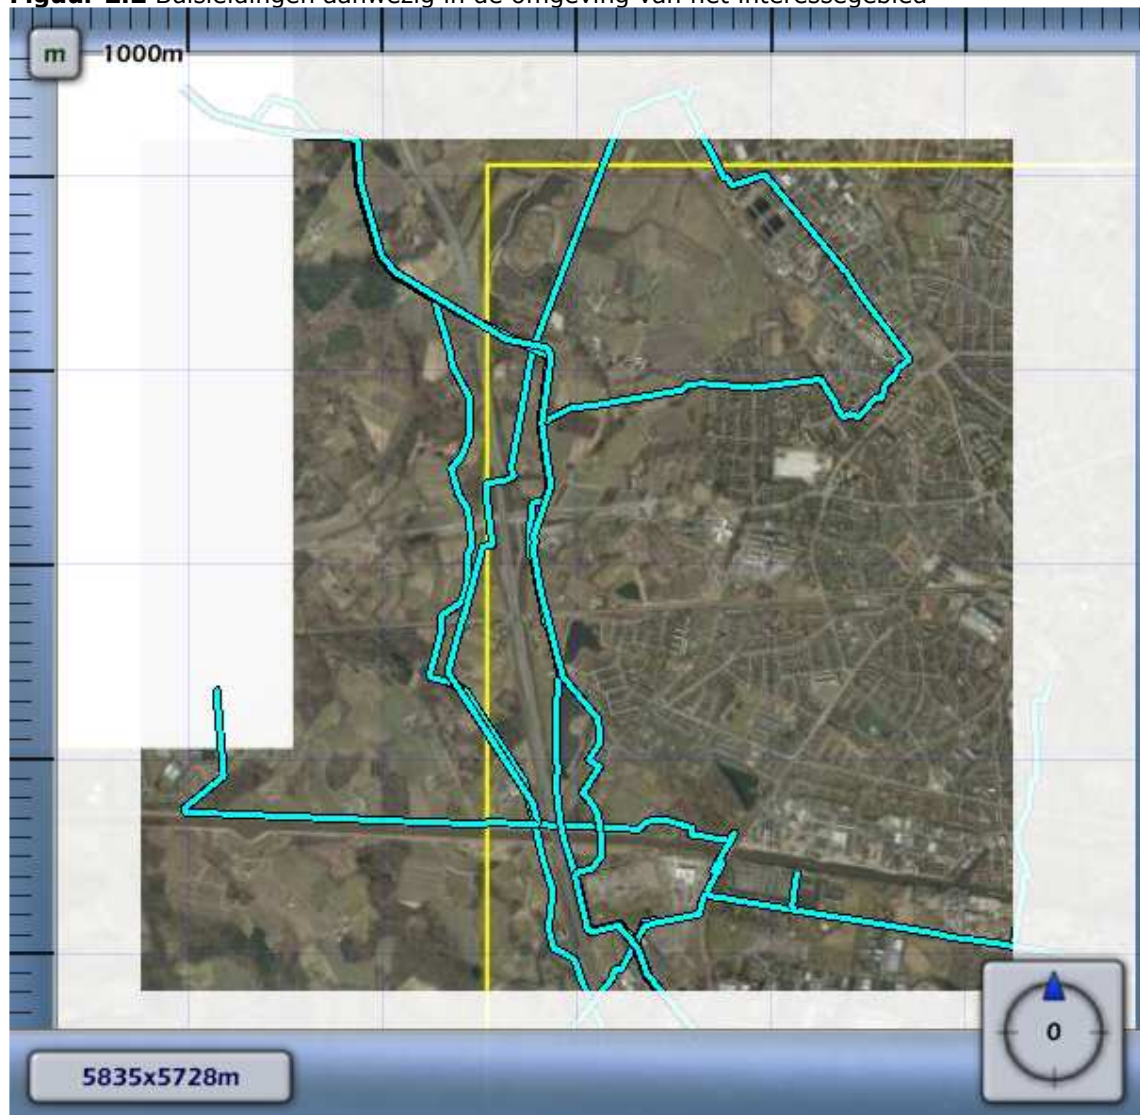 Figuur 2.2 Buisleidingen aanwezig in de omgeving van het interessegebied
m 1000m
0
5835x5728m